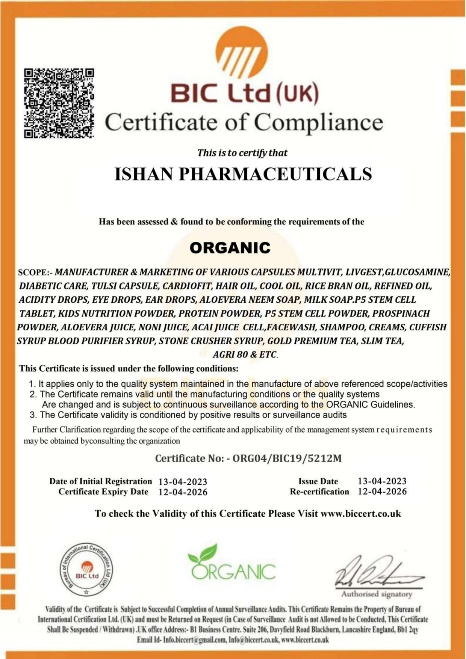 BIC Ltd (UK)
Certificate of Compliance
This is to certify that
ISHAN PHARMACEUTICALS
Has been assessed & found to be conforming the requirements of the
ORGANIC
SCOPE:- MANUFACTURER & MARKETING OF VARIOUS CAPSULES MULTIVIT, LIVGEST,GLUCOSAMINE,
DIABETIC CARE, TULSI CAPSULE, CARDIOFIT, HAIR OIL, COOL OIL, RICE BRAN OIL, REFINED OIL,
ACIDITY DROPS, EYE DROPS, EAR DROPS, ALOEVERA NEEM SOAP, MILK SOAP.P5 STEM CELL
TABLET, KIDS NUTRITION POWDER, PROTEIN POWDER, P5 STEM CELL POWDER, PROSPINACH
POWDER, ALOEVERA JUICE, NONI JUICE, ACAI JUICE CELL,FACEWASH, SHAMPOO, CREAMS, CUFFISH
SYRUP BLOOD PURIFIER SYRUP, STONE CRUSHER SYRUP, GOLD PREMIUM TEA, SLIM TEA,
AGRI 80 & ETC.
This Certificate is issued under the following conditions:
1. It applies only to the quality system maintained in the manufacture of above referenced scope/activities
2. The Certificate remains valid until the manufacturing conditions or the quality systems
Are changed and is subject to continuous surveillance according to the ORGANIC Guidelines.
3. The Certificate validity is conditioned by positive results or surveillance audits
Further Clarification regarding the scope of the certificate and applicability of the management system requirements
may be obtained byconsulting the organization
Certificate No: - ORG04/BIC19/5212M
Date of Initial Registration 13-04-2023 Issue Date 13-04-2023
Certificate Expiry Date 12-04-2026 Re-certification 12-04-2026
To check the Validity of this Certificate Please Visit www.biccert.co.uk
Bureau of International Certification Ltd.
BIC Ltd
ORGANIC
Authorised signatory
Validity of the Certificate is Subject to Successful Completion of Annual Surveillance Audits. This Certificate Remains the Property of Bureau of
International Certification Ltd. (UK) and must be Returned on Request (in Case of Surveillance Audit is not Allowed to be Conducted, This Certificate
Shall Be Suspended / Withdrawn) .UK office Address:- B1 Business Centre. Suite 206, Davyfield Road Blackburn, Lancashire England, Bb1 2qy
Email Id- Info.biccert@gmail.com, Info@biccert.co.uk, www.biccert.co.uk